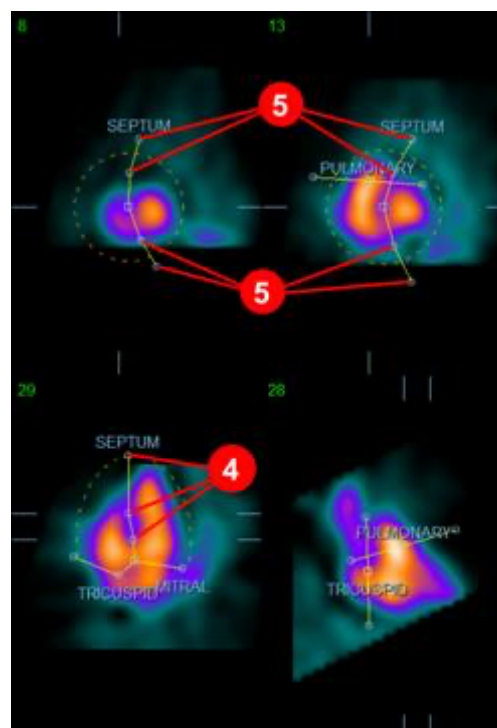 8
13
5
SEPTUM
SEPTUM
PULMONARY
5
29
28
SEPTUM
4
PULMONARY
TRICUSPID
MITRAL
TRICUSPID